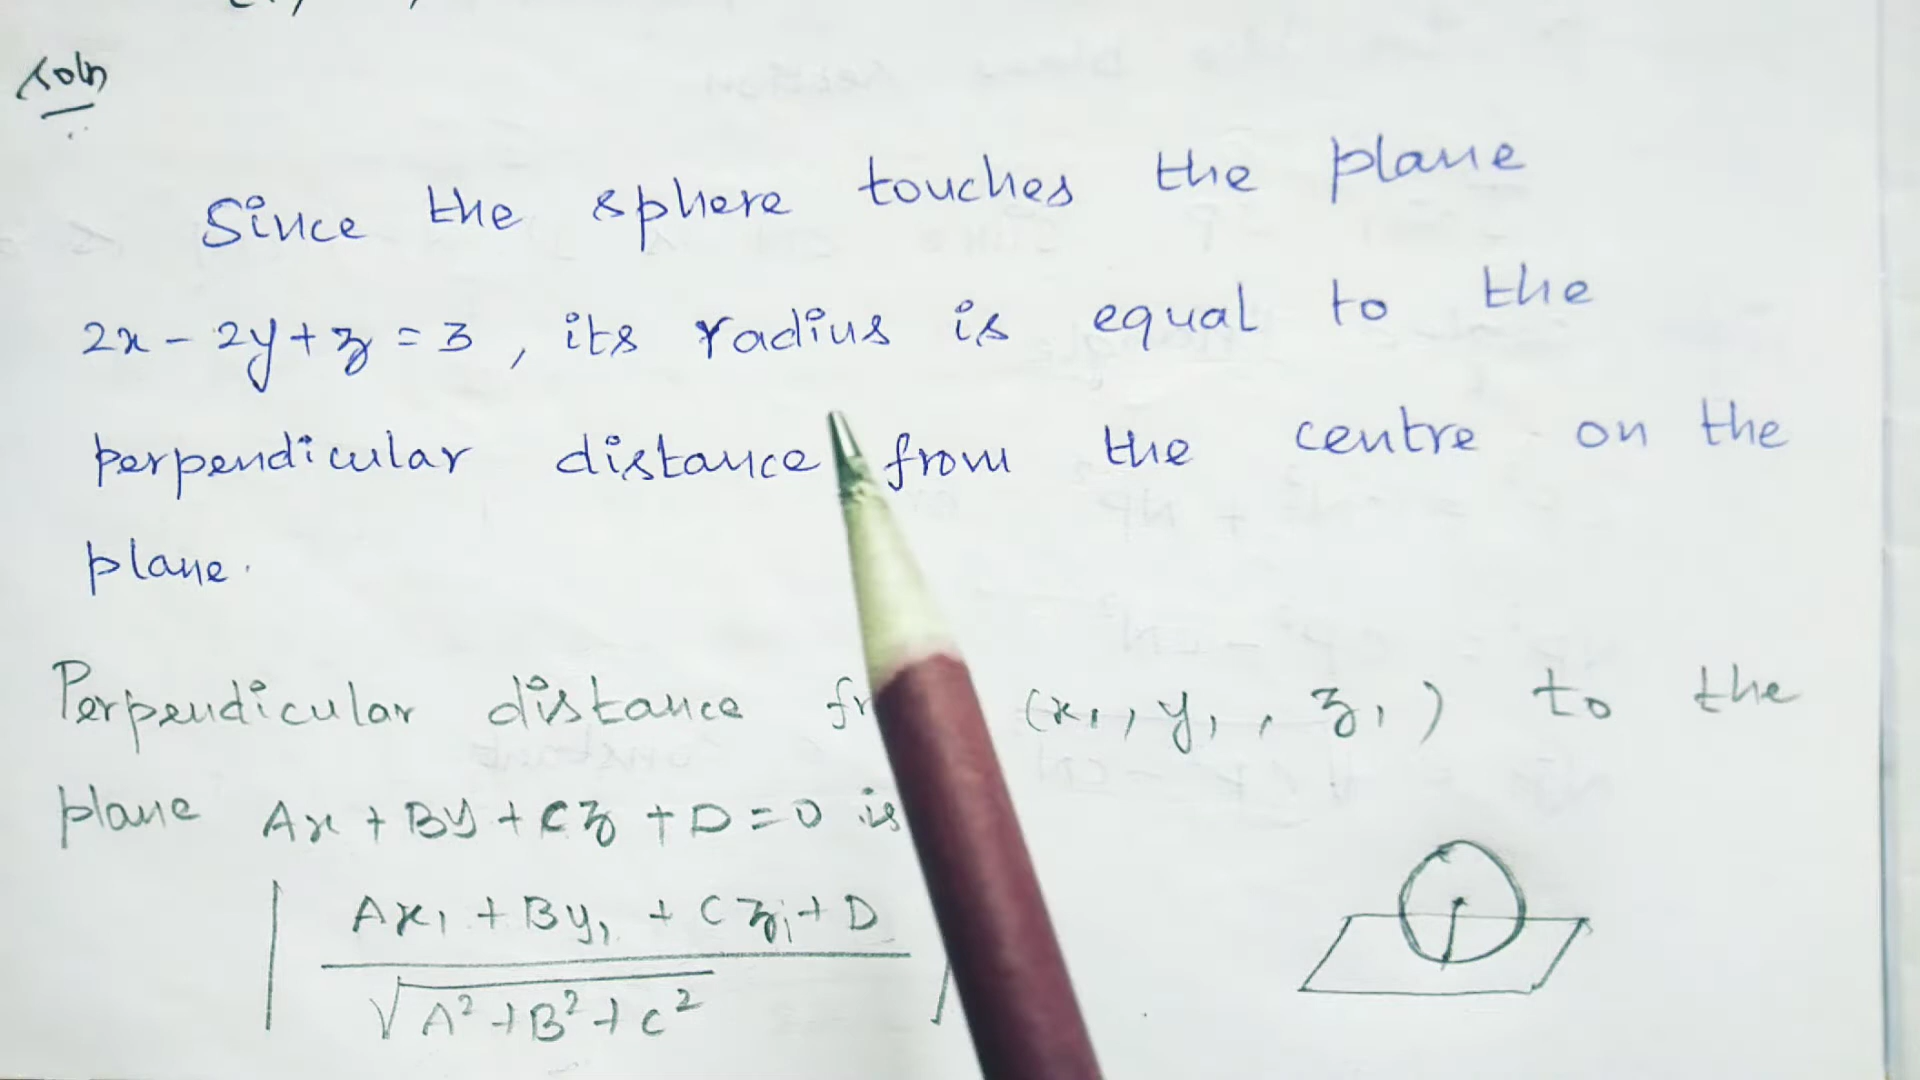 Soln
Since the sphere touches the plane
2x - 2y + z = 3, its radius is equal to the
perpendicular distance from the centre on the
plane.
Perpendicular distance (x₁, y₁, z₁) to the
plane Ax + By + Cz + D = 0 is
Ax₁ + By₁ + Cz₁ + D
√A² + B² + C²